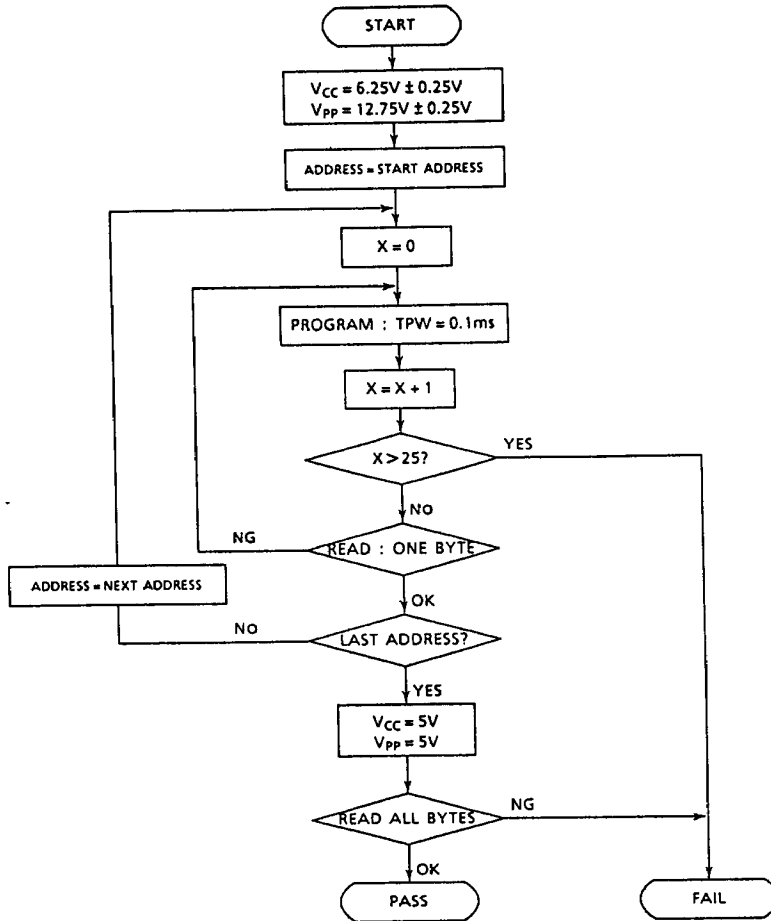 START
VCC = 6.25V ± 0.25V
VPP = 12.75V ± 0.25V
ADDRESS = START ADDRESS
X = 0
PROGRAM : TPW = 0.1ms
X = X + 1
X > 25?
YES
NO
NG
READ : ONE BYTE
ADDRESS = NEXT ADDRESS
OK
NO
LAST ADDRESS?
YES
VCC = 5V
VPP = 5V
READ ALL BYTES
NG
OK
PASS
FAIL